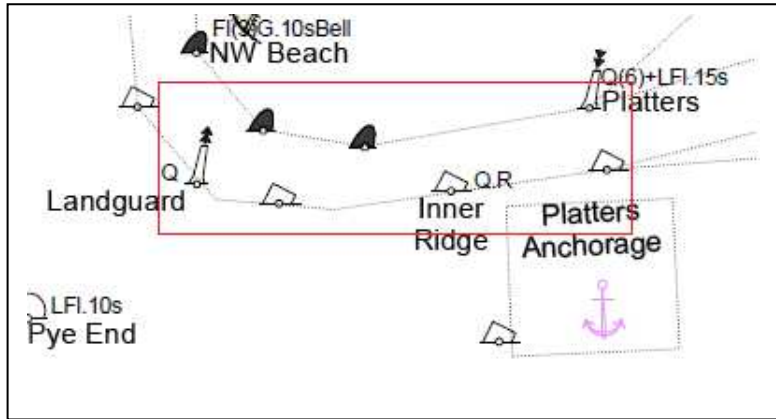 Fl(3)G.10sBell
NW Beach
Q(6)+LFl.15s
Platters
Q
Landguard
Q.R
Inner
Ridge
Platters
Anchorage
LFl.10s
Pye End